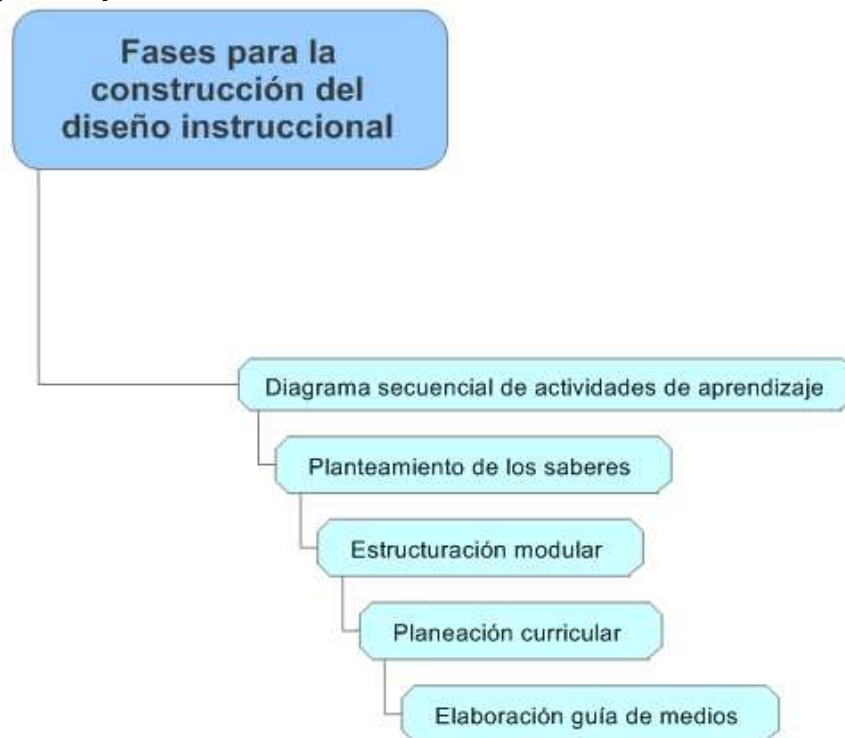 Fases para la
construcción del
diseño instruccional
Diagrama secuencial de actividades de aprendizaje
Planteamiento de los saberes
Estructuración modular
Planeación curricular
Elaboración guía de medios